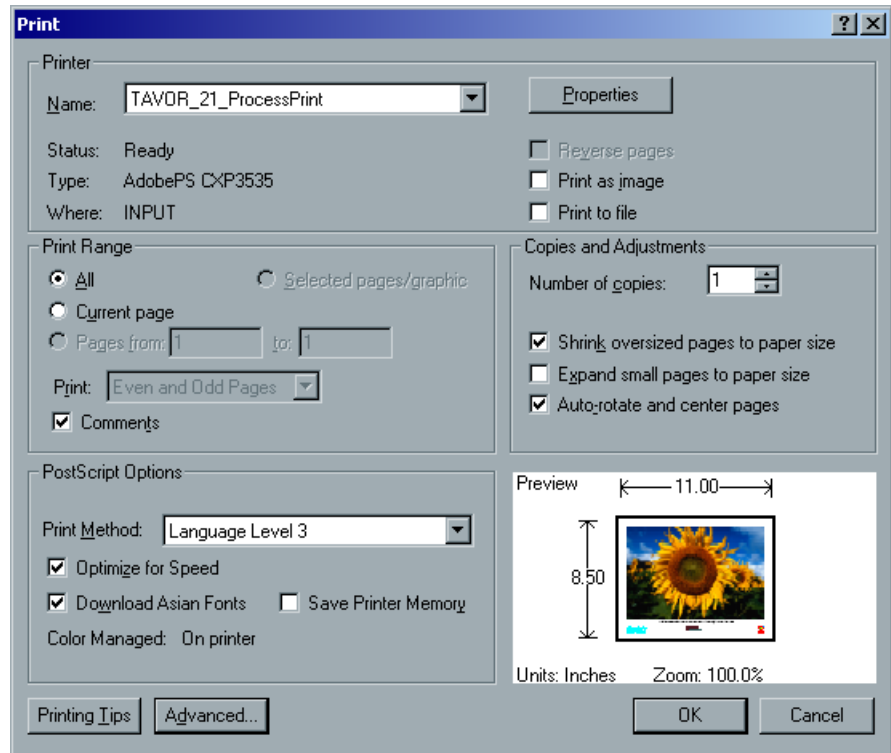 Print
Printer
Name: TAVOR_21_ProcessPrint
Properties
Status: Ready
Reverse pages
Type: AdobePS CXP3535
Print as image
Where: INPUT
Print to file
Print Range
All
Selected pages/graphic
Current page
Pages from: 1 to: 1
Print: Even and Odd Pages
Comments
Copies and Adjustments
Number of copies: 1
Shrink oversized pages to paper size
Expand small pages to paper size
Auto-rotate and center pages
PostScript Options
Print Method: Language Level 3
Optimize for Speed
Download Asian Fonts
Save Printer Memory
Color Managed: On printer
Preview
11.00
8.50
Units: Inches Zoom: 100.0%
Printing Tips
Advanced...
OK
Cancel